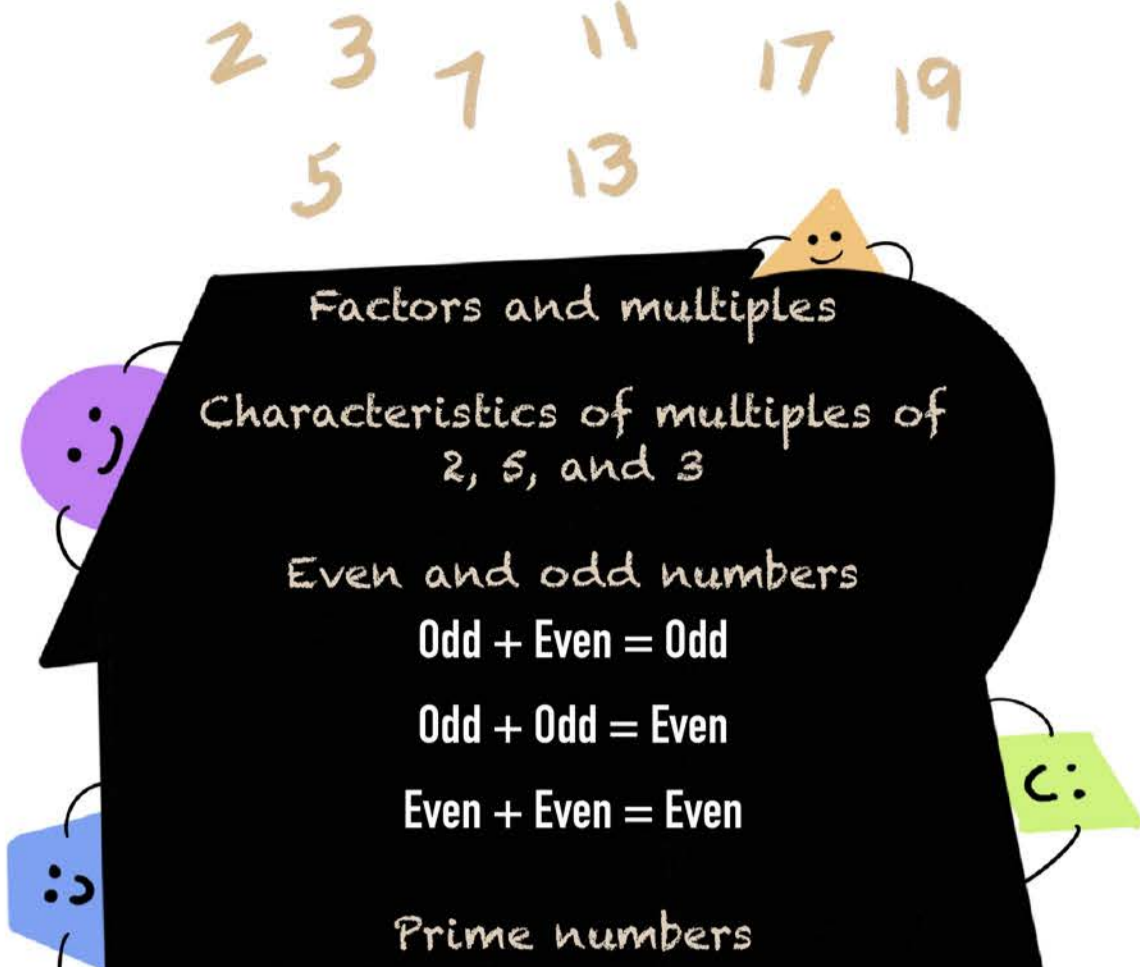 2 3 7 11 17 19
5 13
Factors and multiples
Characteristics of multiples of
2, 5, and 3
Even and odd numbers
Odd + Even = Odd
Odd + Odd = Even
Even + Even = Even
Prime numbers